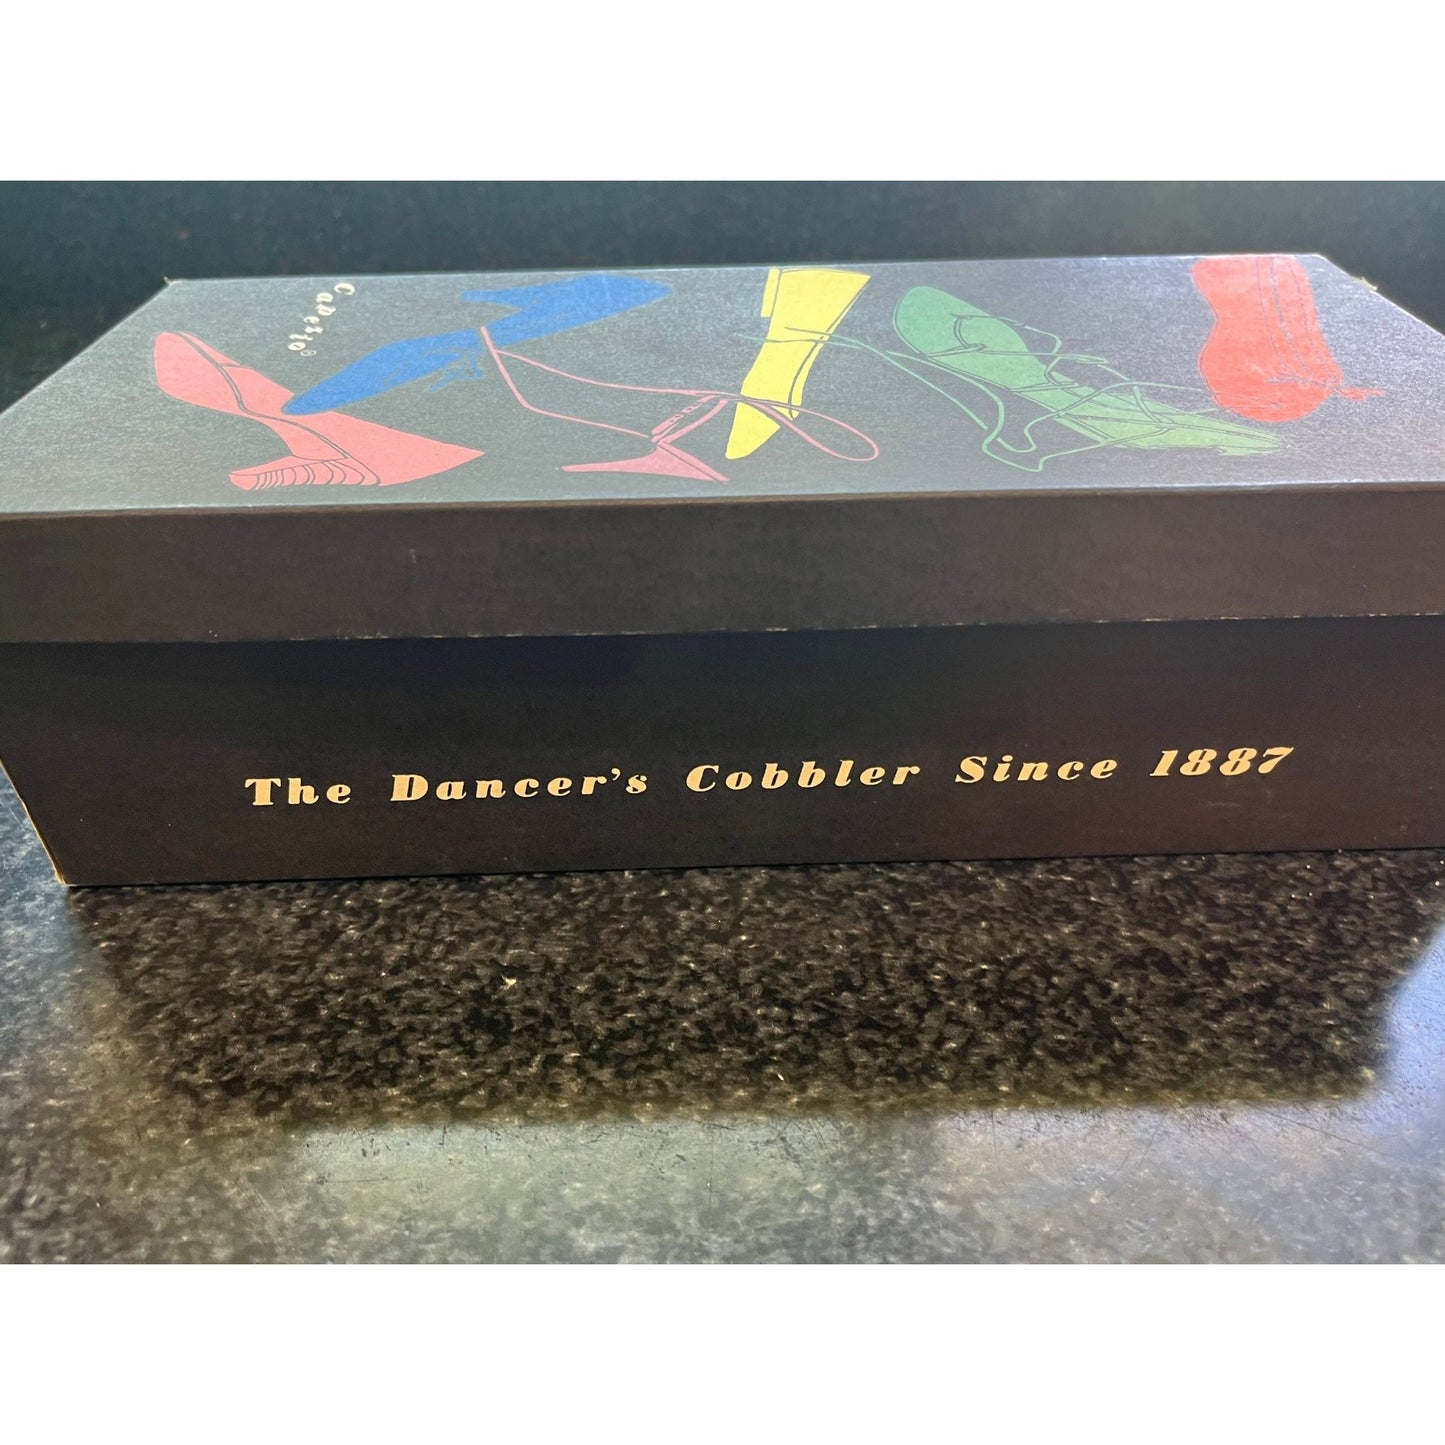 Capezio®
The Dancer's Cobbler Since 1887